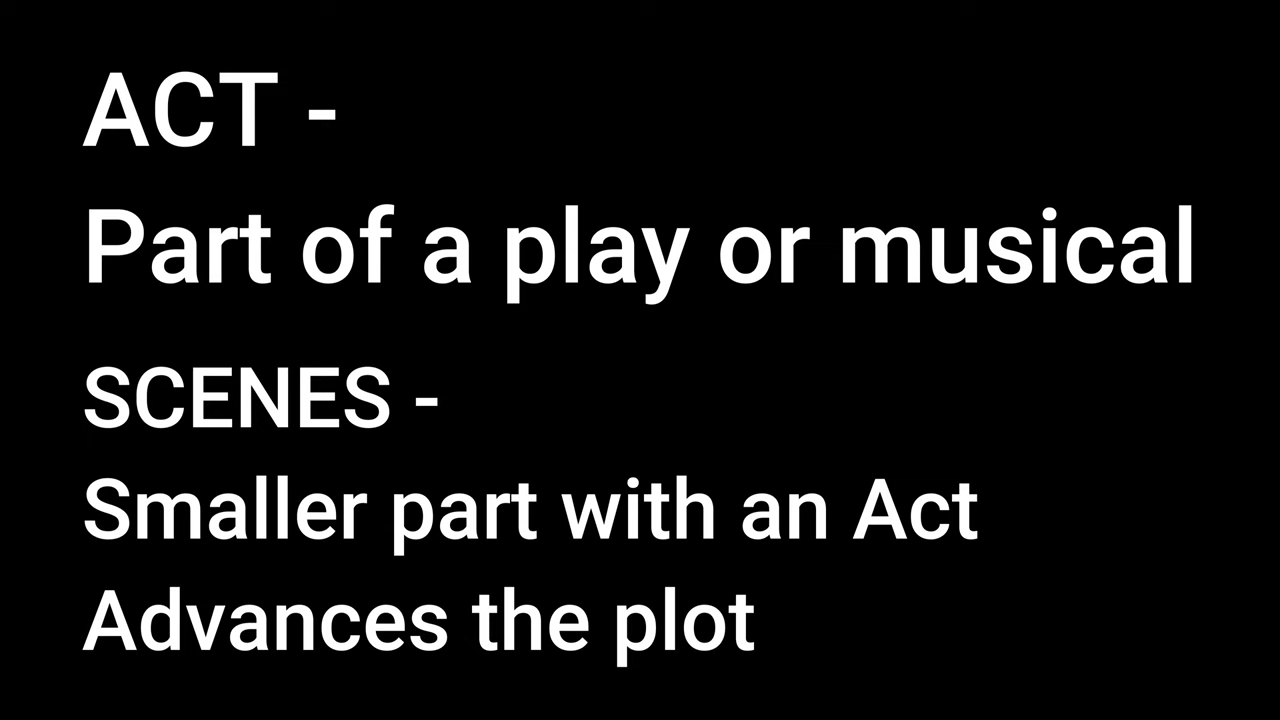 ACT -
Part of a play or musical
SCENES -
Smaller part with an Act
Advances the plot